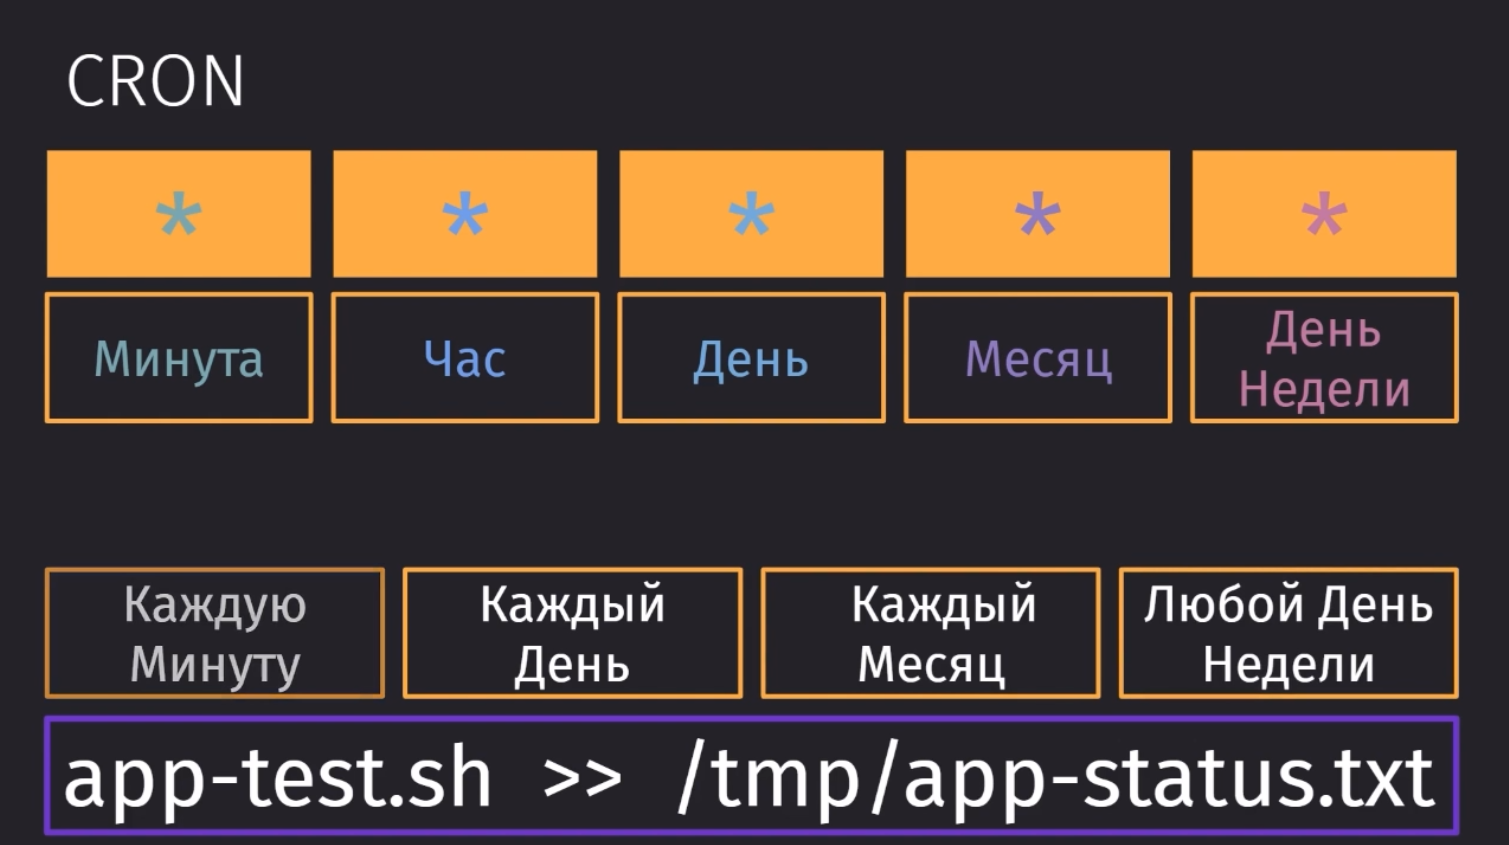 CRON
* * * * *
Минута Час День Месяц День Недели
Каждую Минуту Каждый День Каждый Месяц Любой День Недели
app-test.sh >> /tmp/app-status.txt